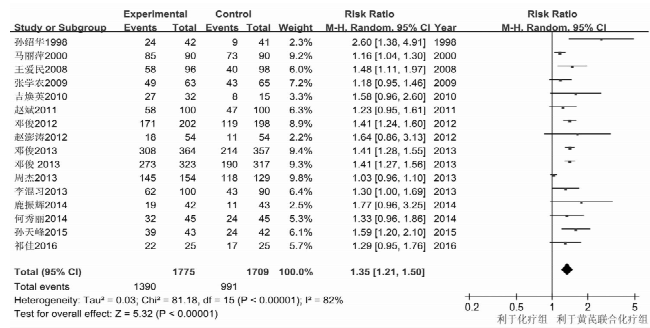 Experimental Control Risk Ratio Risk Ratio
Study or Subgroup Events Total Events Total Weight M-H. Random. 95% CI Year M-H. Random. 95% CI
孙绍华1998 24 42 9 41 2.3% 2.60 [1.38, 4.91] 1998
马丽萍2000 85 90 73 90 9.9% 1.16 [1.04, 1.30] 2000
王爱民2008 58 96 40 98 5.9% 1.48 [1.11, 1.97] 2008
张学农2009 49 63 43 65 7.5% 1.18 [0.95, 1.46] 2009
吉焕英2010 27 32 8 15 3.2% 1.58 [0.96, 2.60] 2010
赵斌2011 58 100 47 100 6.2% 1.23 [0.95, 1.61] 2011
邓俊2012 171 202 119 198 9.5% 1.41 [1.24, 1.60] 2012
赵澎涛2012 18 54 11 54 2.2% 1.64 [0.86, 3.13] 2012
邓俊2013 308 364 214 357 10.3% 1.41 [1.28, 1.55] 2013
邓俊 2013 273 323 190 317 10.1% 1.41 [1.27, 1.56] 2013
周杰2013 145 154 118 129 10.7% 1.03 [0.96, 1.10] 2013
李混习2013 62 100 43 90 6.3% 1.30 [1.00, 1.69] 2013
鹿振辉2014 19 42 11 43 2.4% 1.77 [0.96, 3.25] 2014
何秀丽2014 32 45 24 45 4.7% 1.33 [0.96, 1.86] 2014
孙天峰2015 39 43 24 42 5.5% 1.59 [1.20, 2.10] 2015
祁佳2016 22 25 17 25 5.0% 1.29 [0.95, 1.76] 2016
Total (95% CI) 1775 1709 100.0% 1.35 [1.21, 1.50]
Total events 1390 991
Heterogeneity: Tau² = 0.03; Chi² = 81.18, df = 15 (P < 0.00001); I² = 82%
Test for overall effect: Z = 5.32 (P < 0.00001)
0.2 0.5 1 2 5
利于化疗组 利于黄芪联合化疗组